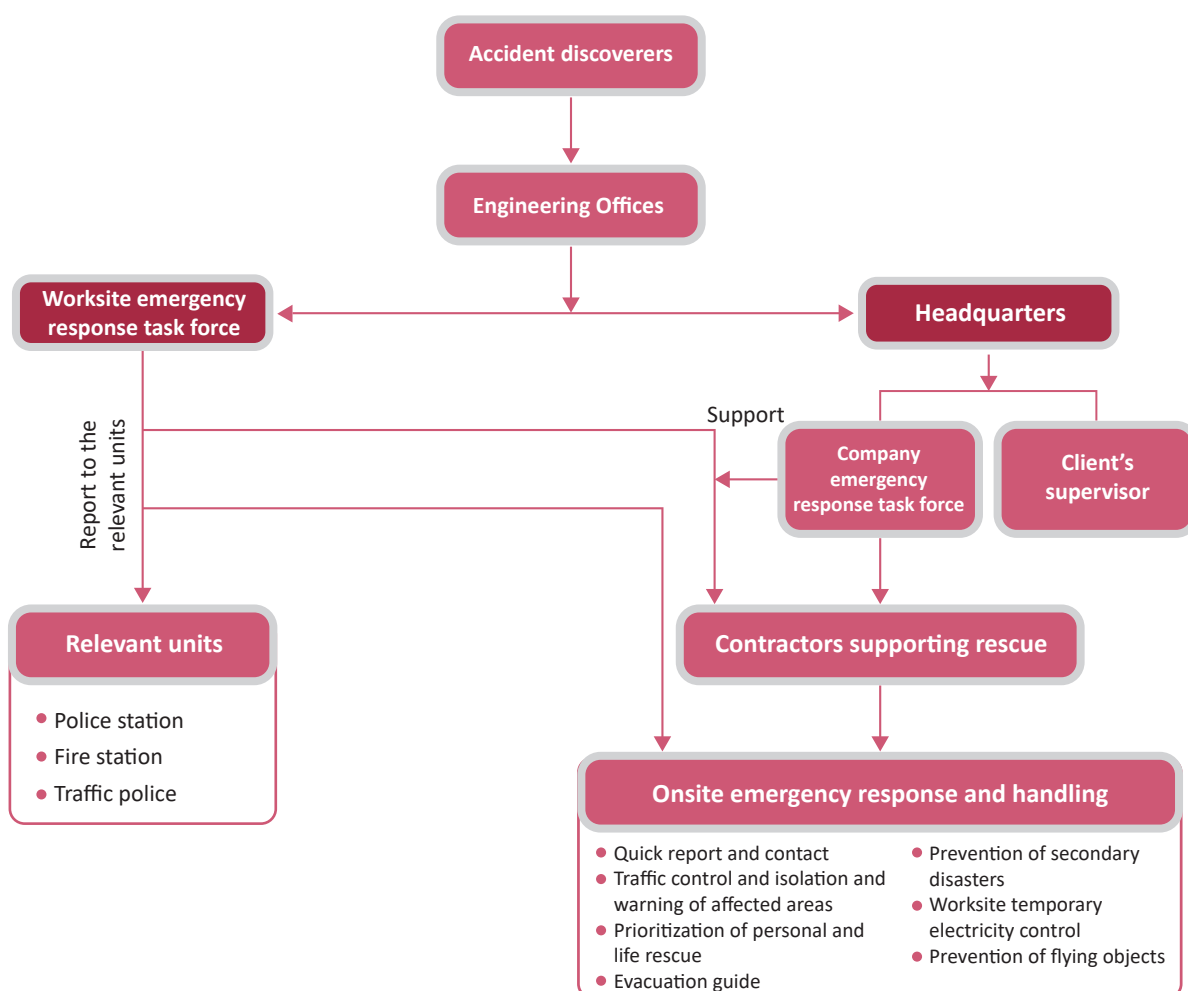 Accident discoverers
Engineering Offices
Worksite emergency
response task force
Headquarters
Report to the
relevant units
Support
Company
emergency
response task force
Client’s
supervisor
Relevant units
Police station
Fire station
Traffic police
Contractors supporting rescue
Onsite emergency response and handling
Quick report and contact
Traffic control and isolation and
warning of affected areas
Prioritization of personal and
life rescue
Evacuation guide
Prevention of secondary
disasters
Worksite temporary
electricity control
Prevention of flying objects